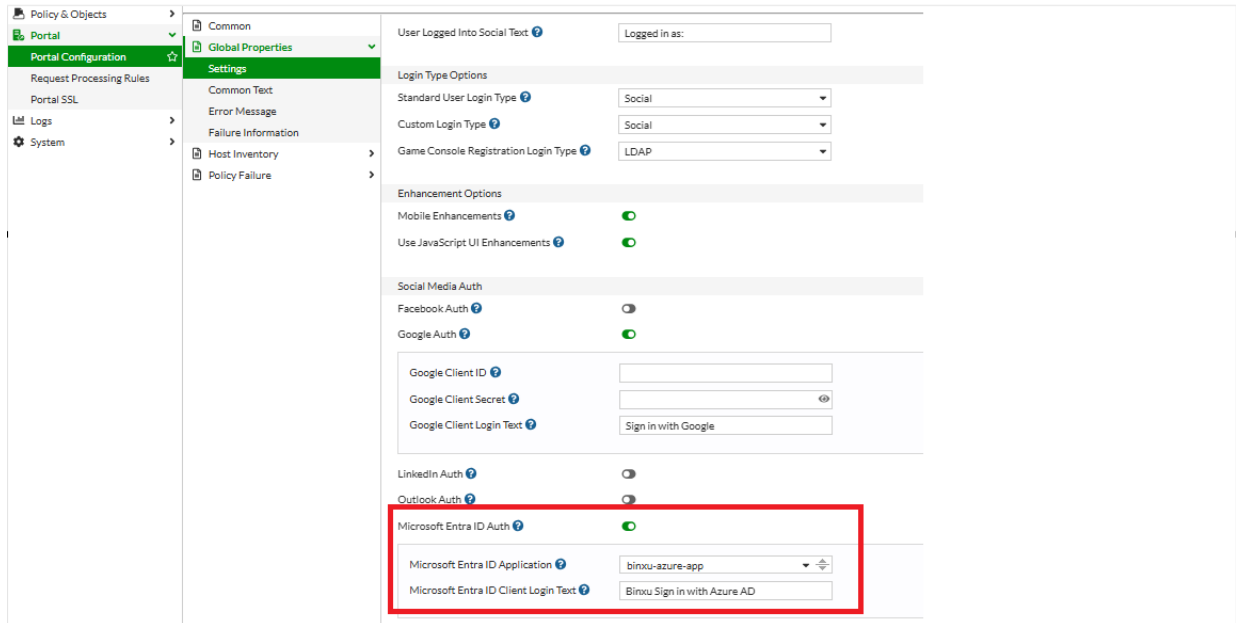 Policy & Objects
Portal
Portal Configuration
Request Processing Rules
Portal SSL
Logs
System
Common
Global Properties
Settings
Common Text
Error Message
Failure Information
Host Inventory
Policy Failure
User Logged Into Social Text Logged in as:
Login Type Options
Standard User Login Type Social
Custom Login Type Social
Game Console Registration Login Type LDAP
Enhancement Options
Mobile Enhancements
Use JavaScript UI Enhancements
Social Media Auth
Facebook Auth
Google Auth
Google Client ID
Google Client Secret
Google Client Login Text Sign in with Google
LinkedIn Auth
Outlook Auth
Microsoft Entra ID Auth
Microsoft Entra ID Application binxu-azure-app
Microsoft Entra ID Client Login Text Binxu Sign in with Azure AD